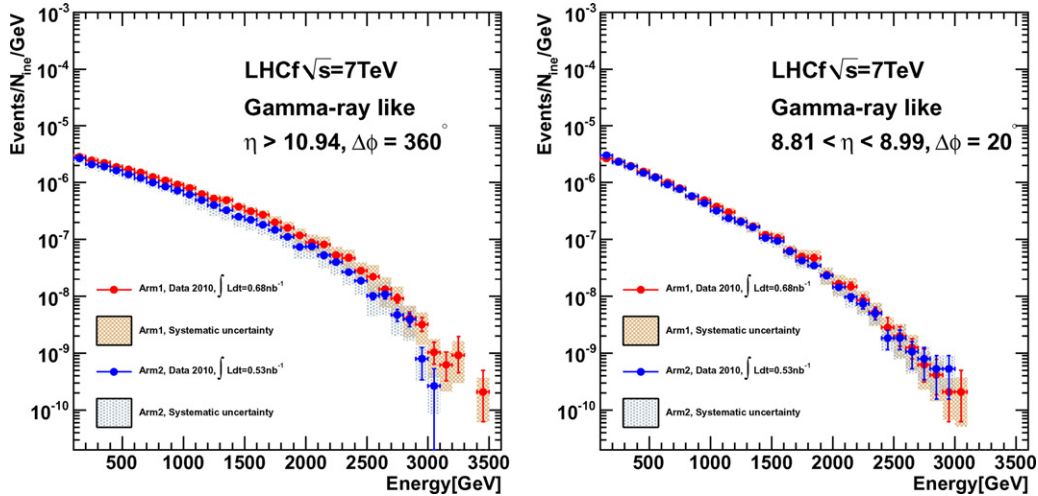 Events/N_ine/GeV
10^-3
10^-4
10^-5
10^-6
10^-7
10^-8
10^-9
10^-10
LHCf √s=7TeV
Gamma-ray like
η > 10.94, Δϕ = 360°
Arm1, Data 2010, ∫ Ldt=0.68nb^-1
Arm1, Systematic uncertainty
Arm2, Data 2010, ∫ Ldt=0.53nb^-1
Arm2, Systematic uncertainty
500 1000 1500 2000 2500 3000 3500
Energy[GeV]
Events/N_ine/GeV
10^-3
10^-4
10^-5
10^-6
10^-7
10^-8
10^-9
10^-10
LHCf √s=7TeV
Gamma-ray like
8.81 < η < 8.99, Δϕ = 20°
Arm1, Data 2010, ∫ Ldt=0.68nb^-1
Arm1, Systematic uncertainty
Arm2, Data 2010, ∫ Ldt=0.53nb^-1
Arm2, Systematic uncertainty
500 1000 1500 2000 2500 3000 3500
Energy[GeV]